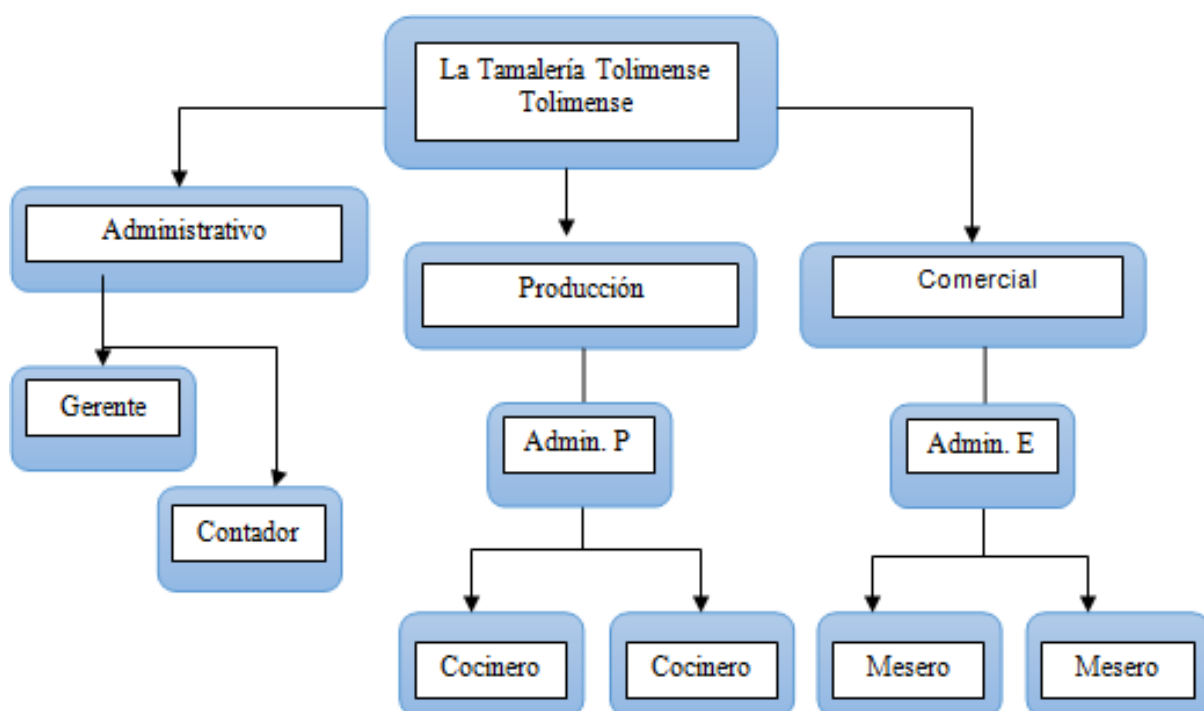 La Tamalería Tolimense
Tolimense
Administrativo
Producción
Comercial
Gerente
Admin. P
Admin. E
Contador
Cocinero
Cocinero
Mesero
Mesero